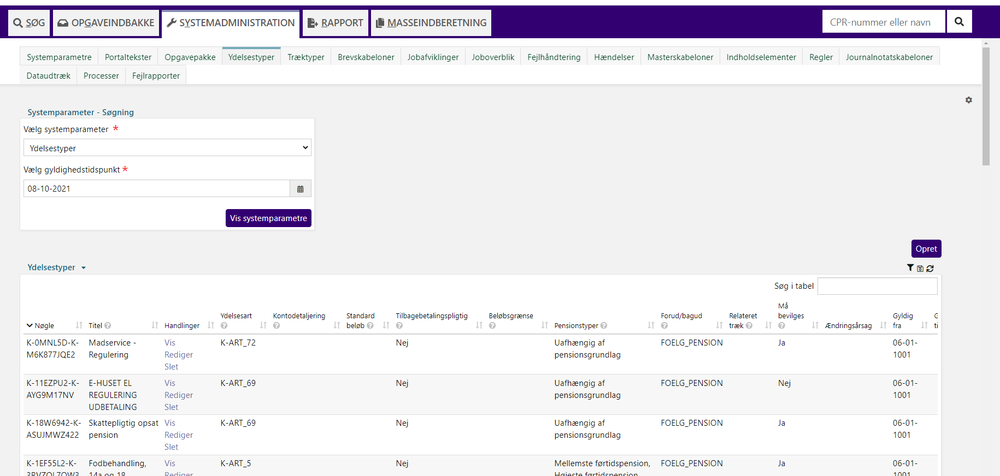 SØG OPGAVEINDBAKKE SYSTEMADMINISTRATION RAPPORT MASSEINDBERETNING CPR-nummer eller navn
Systemparametre Portaltekster Opgavepakke Ydelsestyper Træktyper Brevskabeloner Jobafviklinger Joboverblik Fejlhåndtering Hændelser Masterskabeloner Indholdselementer Regler Journalnotatskabeloner
Dataudtræk Processer Fejlrapporter
Systemparameter - Søgning
Vælg systemparameter *
Ydelsestyper
Vælg gyldighedstidspunkt *
08-10-2021
Vis systemparametre
Opret
Ydelsestyper
Søg i tabel
Må
Ydelsesart Kontodetaljering Standard Tilbagebetalingspligtig Beløbsgrænse Forud/bagud Relateret bevilges Gyldig G
Nøgle Titel Handlinger beløb Pensionstyper træk Ændringsårsag fra ti
K-0MNL5D-K- Madservice - Vis K-ART_72 Nej Uafhængig af FOELG_PENSION Ja 06-01-
M6K877JQE2 Regulering Rediger pensionsgrundlag 1001
Slet
K-11EZPU2-K- E-HUSET EL Vis K-ART_69 Nej Uafhængig af FOELG_PENSION Nej 06-01-
AYG9M17NV REGULERING Rediger pensionsgrundlag 1001
UDBETALING Slet
K-18W6942-K- Skattepligtig opsat Vis K-ART_69 Nej Uafhængig af FOELG_PENSION Ja 06-01-
ASUJMWZ422 pension Rediger pensionsgrundlag 1001
Slet
K-1EF55L2-K- Fodbehandling, Vis K-ART_5 Nej Mellemste førtidspension, FOELG_PENSION Ja 06-01-
14a og 18 Rediger Højeste førtidspension 1001